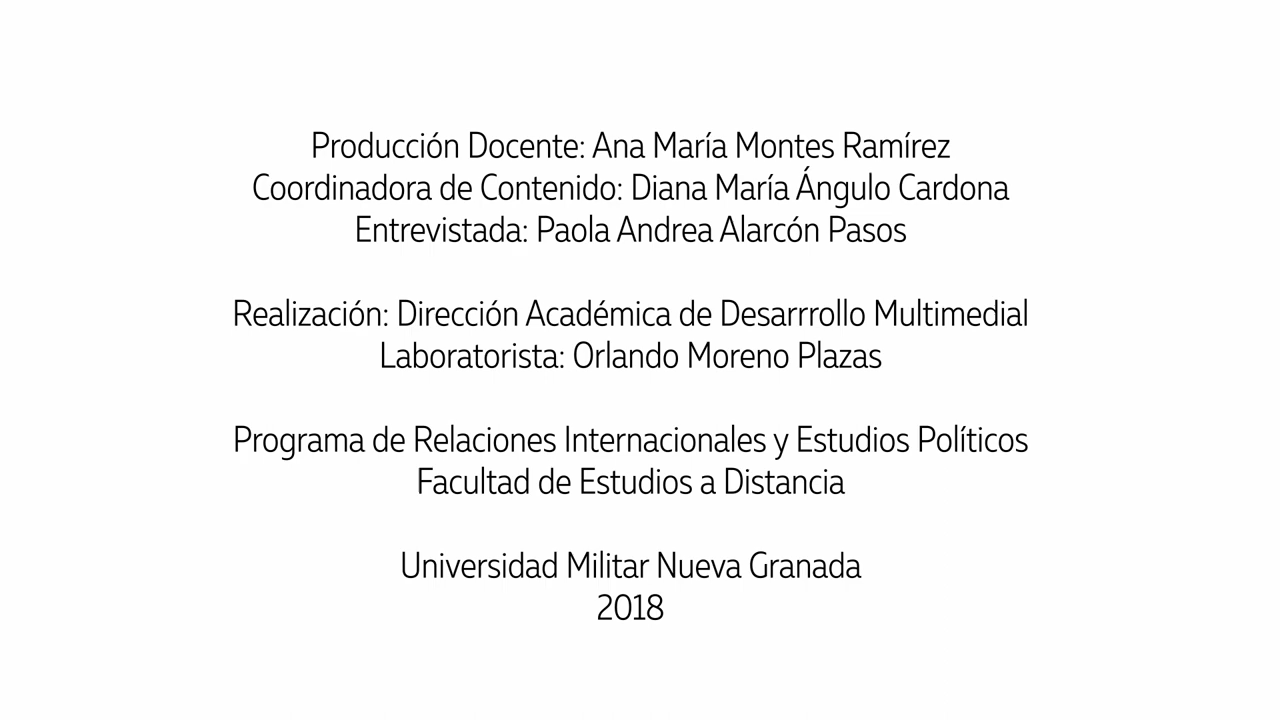 Producción Docente: Ana María Montes Ramírez
Coordinadora de Contenido: Diana María Ángulo Cardona
Entrevistada: Paola Andrea Alarcón Pasos
Realización: Dirección Académica de Desarrrollo Multimedial
Laboratorista: Orlando Moreno Plazas
Programa de Relaciones Internacionales y Estudios Políticos
Facultad de Estudios a Distancia
Universidad Militar Nueva Granada
2018